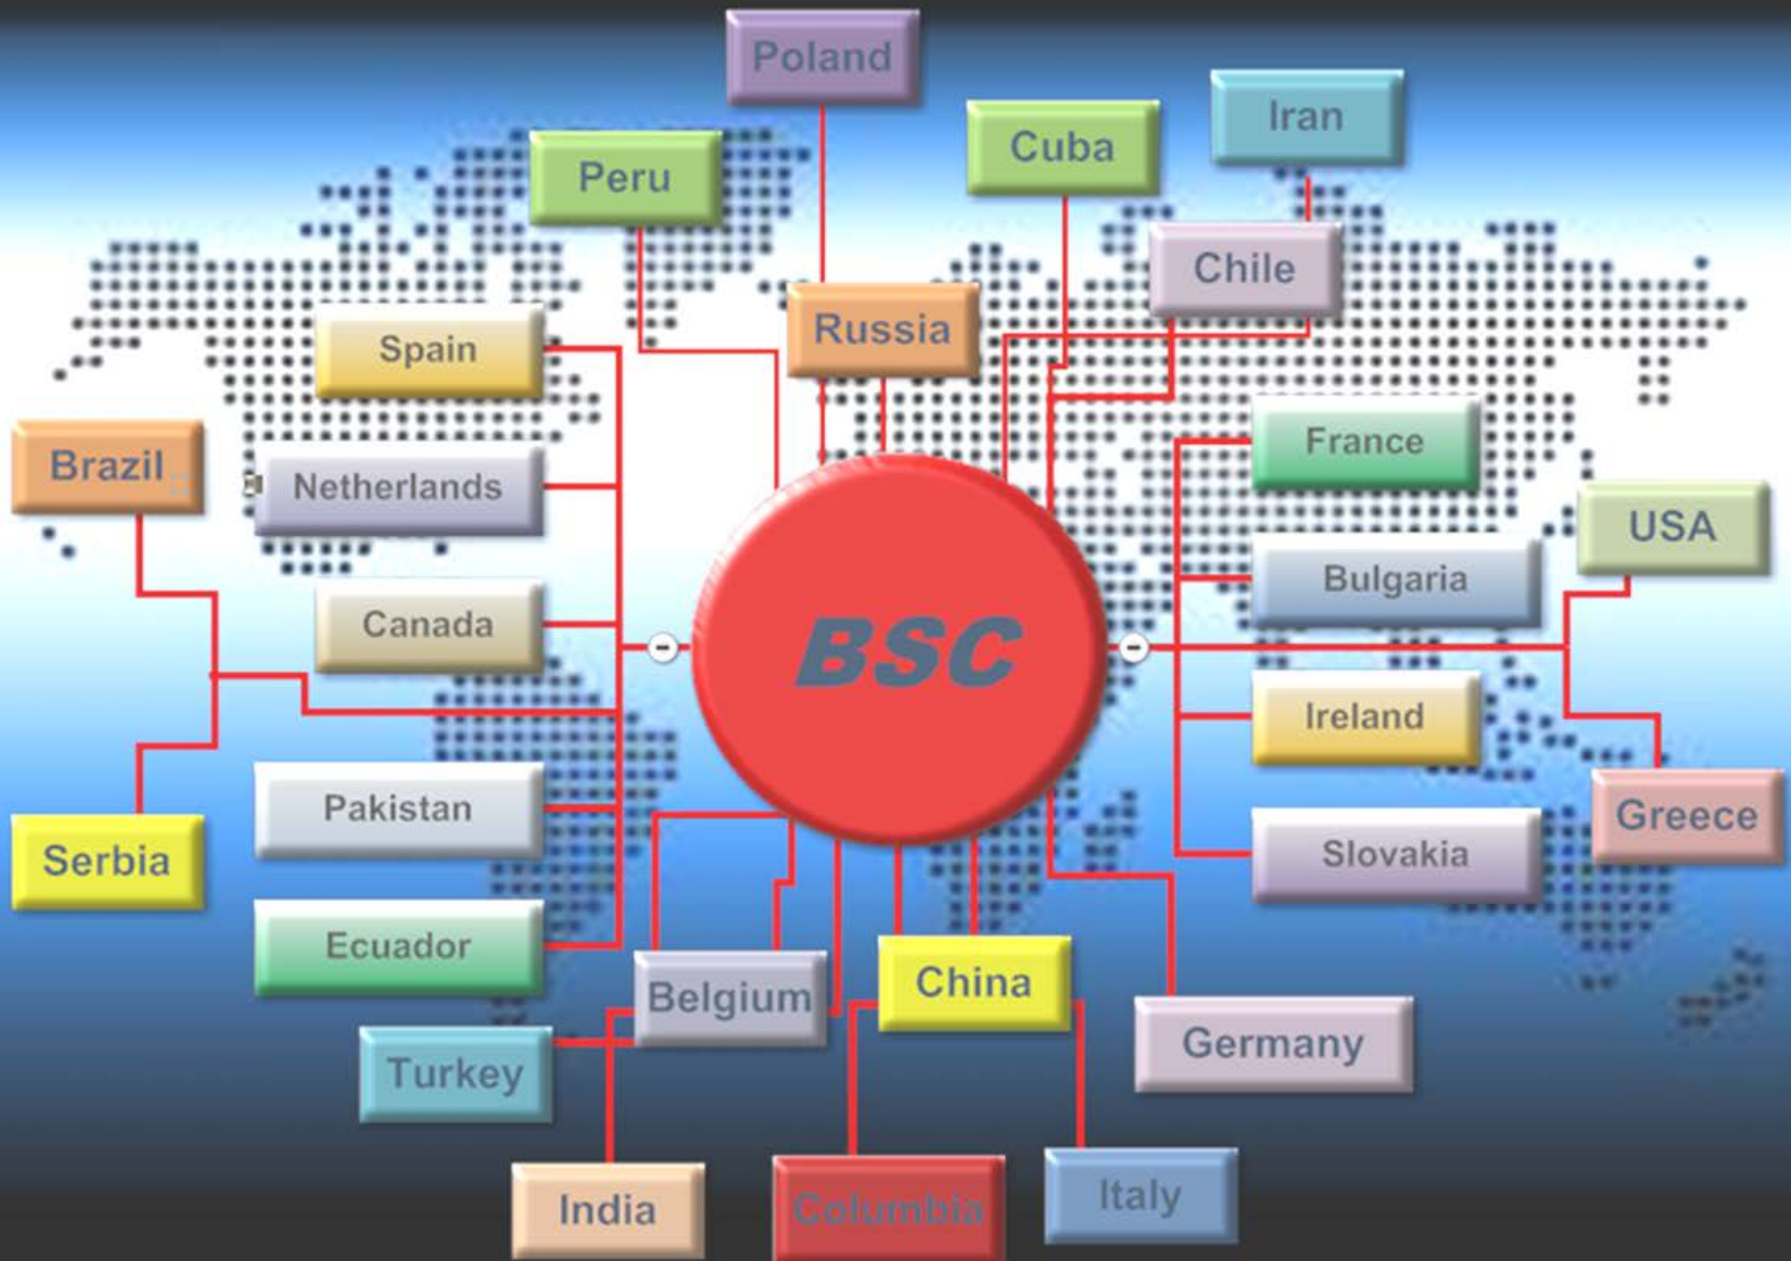 Poland
Iran
Cuba
Peru
Chile
Russia
Spain
France
Brazil
Netherlands
USA
Bulgaria
Canada
BSC
Ireland
Pakistan
Greece
Serbia
Slovakia
Ecuador
China
Belgium
Germany
Turkey
Italy
India
Columbia